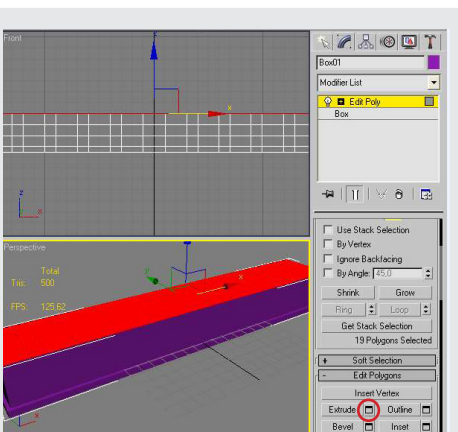 Front
z
x
z
x
Box01
Modifier List
Edit Poly
Box
Use Stack Selection
By Vertex
Ignore Backfacing
By Angle: 45,0
Shrink Grow
Ring Loop
Get Stack Selection
19 Polygons Selected
+ Soft Selection
- Edit Polygons
Insert Vertex
Extrude Outline
Bevel Inset
Perspective
Total
Tris: 500
FPS: 125.62
y
x
z
x